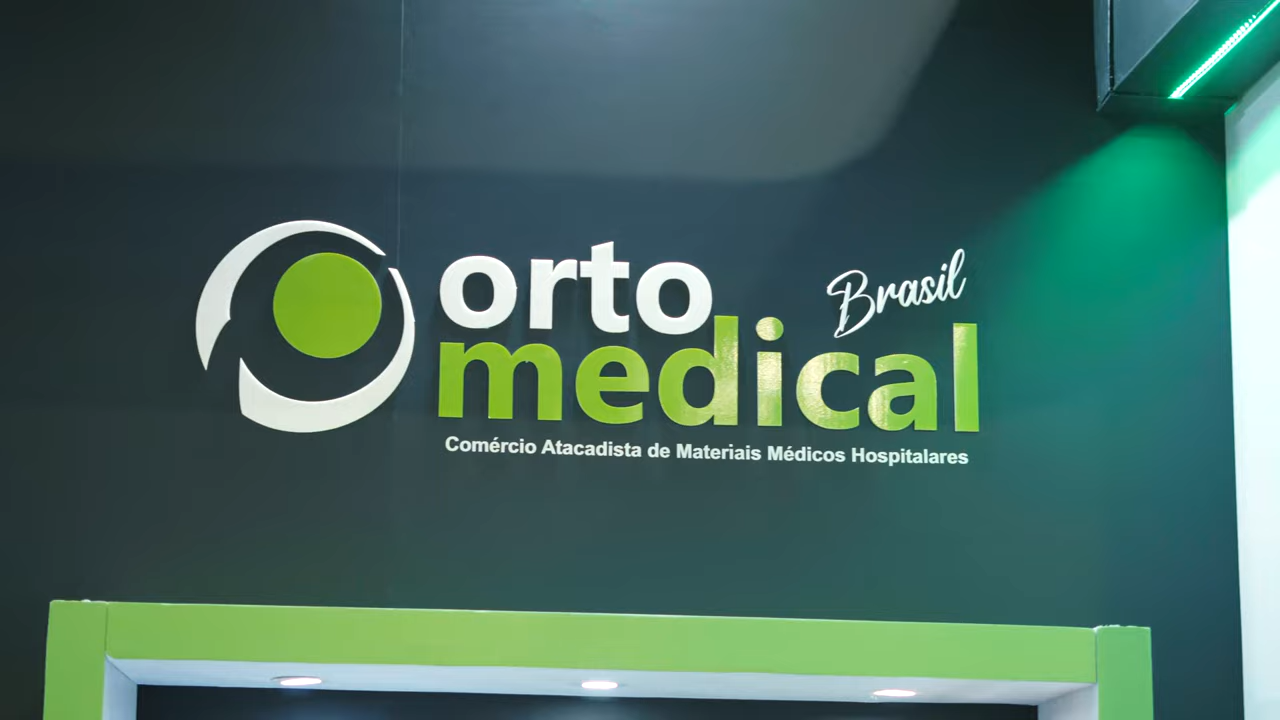 orto
Brasil
medical
Comércio Atacadista de Materiais Médicos Hospitalares